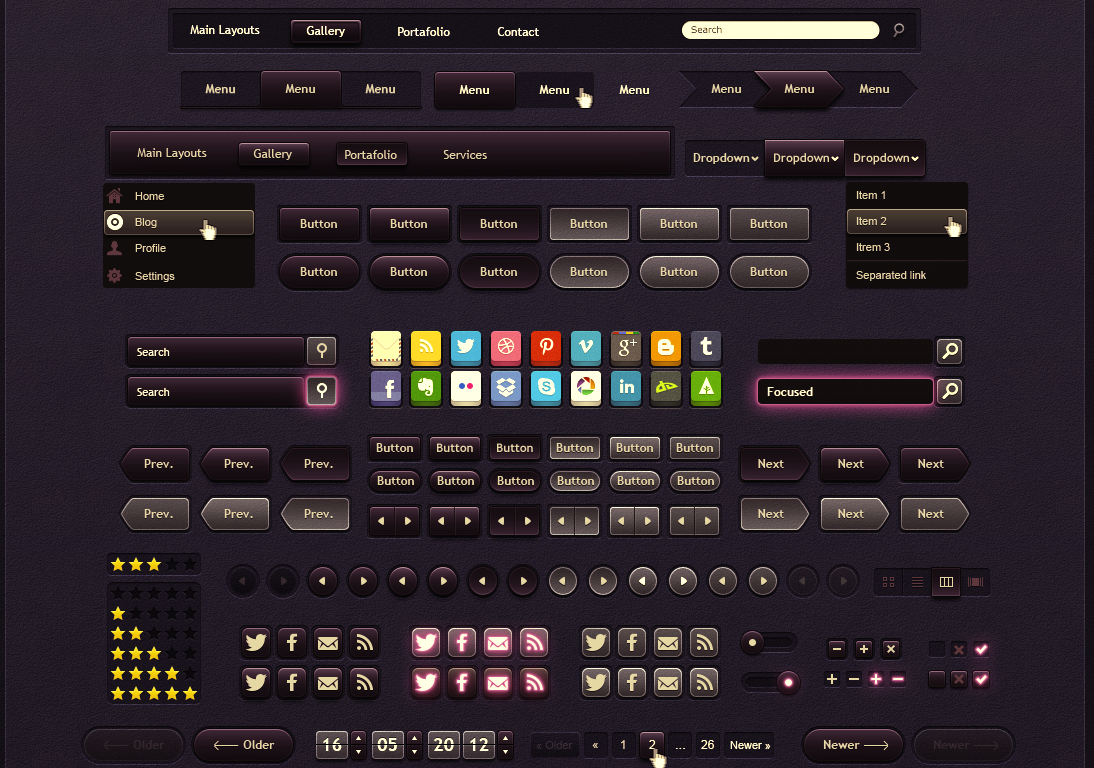 Main Layouts Gallery Portafolio Contact Search
Menu Menu Menu Menu Menu Menu Menu Menu Menu
Main Layouts Gallery Portafolio Services
Dropdown Dropdown Dropdown
Home
Blog
Profile
Settings
Button Button Button Button Button Button
Button Button Button Button Button Button
Item 1
Item 2
Itrem 3
Separated link
Search
Search
g+ B t
f in
Focused
Prev. Prev. Prev.
Prev. Prev. Prev.
Button Button Button Button Button Button
Button Button Button Button Button Button
Next Next Next
Next Next Next
Older Older 16 05 20 12 « Older « 1 2 ... 26 Newer » Newer Newer